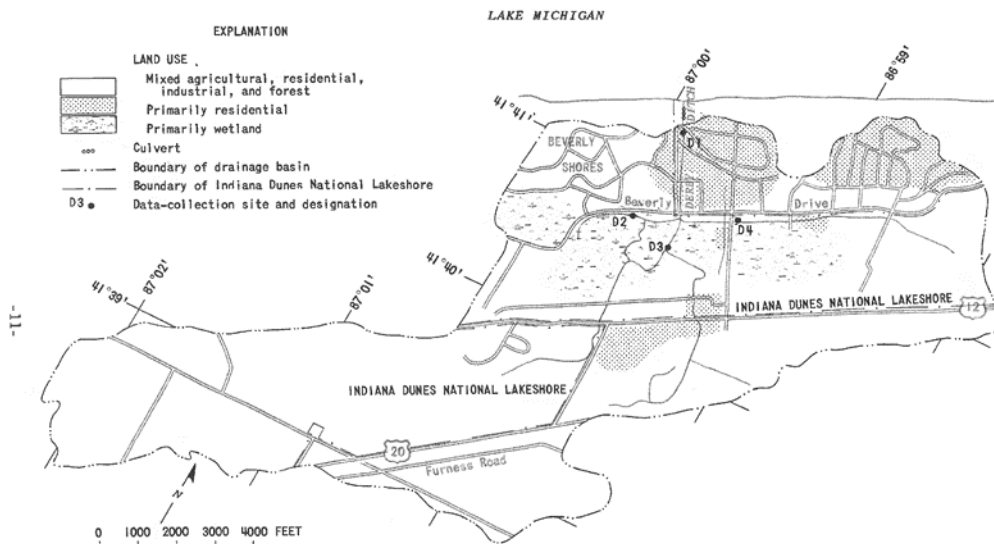 LAKE MICHIGAN
EXPLANATION
LAND USE
Mixed agricultural, residential,
industrial, and forest
Primarily residential
Primarily wetland
Culvert
Boundary of drainage basin
Boundary of Indiana Dunes National Lakeshore
D3 Data-collection site and designation
87°00'
86°59'
41°41'
DITCH
D1
BEVERLY
SHORES
DERBY
Beverly
Drive
D2
D4
D3
41°40'
87°02'
41°39'
87°01'
INDIANA DUNES NATIONAL LAKESHORE
12
INDIANA DUNES NATIONAL LAKESHORE
20
Furness Road
N
0 1000 2000 3000 4000 FEET
-11-